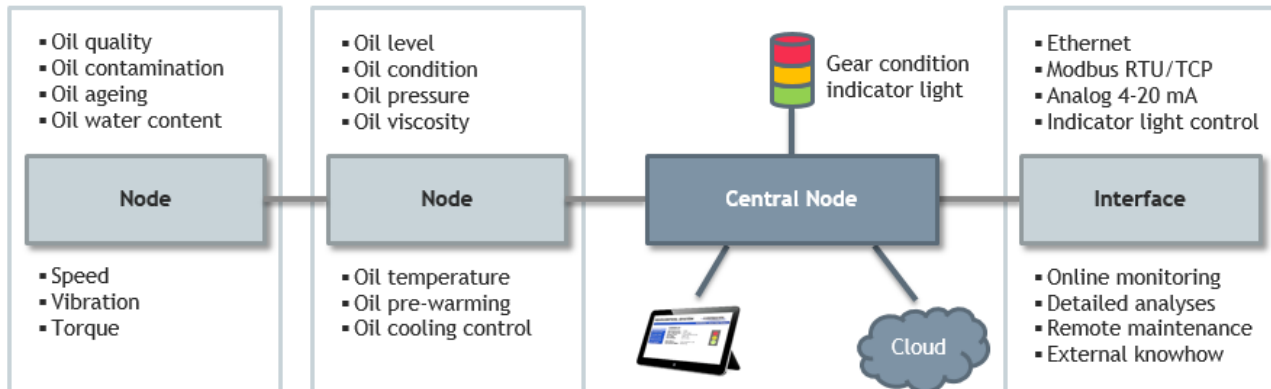 ▪ Oil quality
▪ Oil contamination
▪ Oil ageing
▪ Oil water content
Node
▪ Speed
▪ Vibration
▪ Torque
▪ Oil level
▪ Oil condition
▪ Oil pressure
▪ Oil viscosity
Node
▪ Oil temperature
▪ Oil pre-warming
▪ Oil cooling control
Gear condition
indicator light
Central Node
Cloud
▪ Ethernet
▪ Modbus RTU/TCP
▪ Analog 4-20 mA
▪ Indicator light control
Interface
▪ Online monitoring
▪ Detailed analyses
▪ Remote maintenance
▪ External knowhow